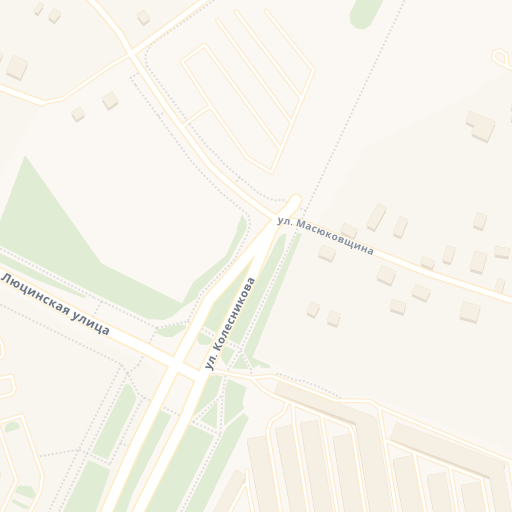 ул. Масюковщина
Люцинская улица
ул. Колесникова